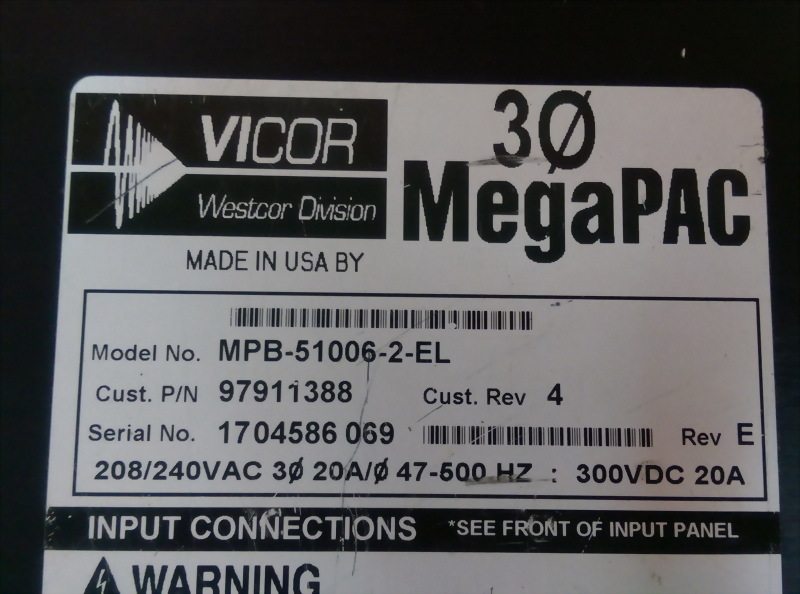 VICOR
Westcor Division
3Ø
MegaPAC
MADE IN USA BY
Model No. MPB-51006-2-EL
Cust. P/N 97911388 Cust. Rev 4
Serial No. 1704586 069 Rev E
208/240VAC 3Ø 20A/Ø 47-500 HZ : 300VDC 20A
INPUT CONNECTIONS *SEE FRONT OF INPUT PANEL
WARNING